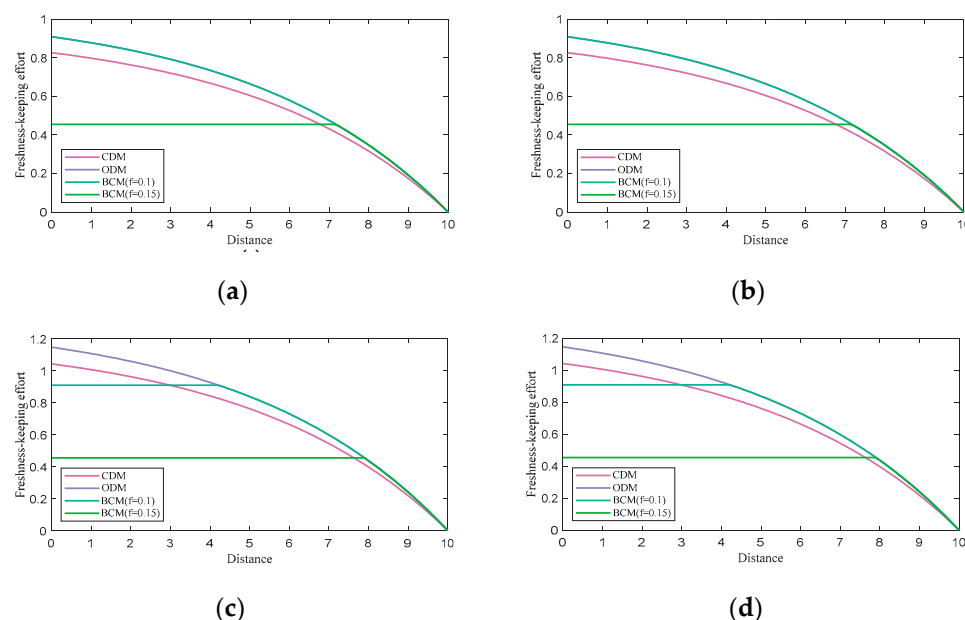 1
0.8
0.6
0.4
0.2
0
Freshness-keeping effort
CDM
ODM
BCM(f=0.1)
BCM(f=0.15)
0 1 2 3 4 5 6 7 8 9 10
Distance
(a)
1
0.8
0.6
0.4
0.2
0
Freshness-keeping effort
CDM
ODM
BCM(f=0.1)
BCM(f=0.15)
0 1 2 3 4 5 6 7 8 9 10
Distance
(b)
1.2
1
0.8
0.6
0.4
0.2
0
Freshness-keeping effort
CDM
ODM
BCM(f=0.1)
BCM(f=0.15)
0 1 2 3 4 5 6 7 8 9 10
Distance
(c)
1.2
1
0.8
0.6
0.4
0.2
0
Freshness-keeping effort
CDM
ODM
BCM(f=0.1)
BCM(f=0.15)
0 1 2 3 4 5 6 7 8 9 10
Distance
(d)